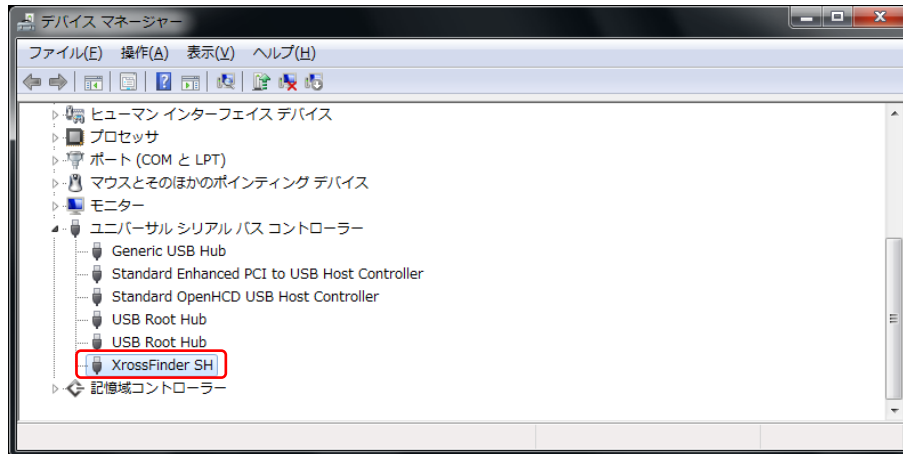 デバイス マネージャー
ファイル(F) 操作(A) 表示(V) ヘルプ(H)
ヒューマン インターフェイス デバイス
プロセッサ
ポート (COM と LPT)
マウスとそのほかのポインティング デバイス
モニター
ユニバーサル シリアル バス コントローラー
Generic USB Hub
Standard Enhanced PCI to USB Host Controller
Standard OpenHCD USB Host Controller
USB Root Hub
USB Root Hub
XrossFinder SH
記憶域コントローラー